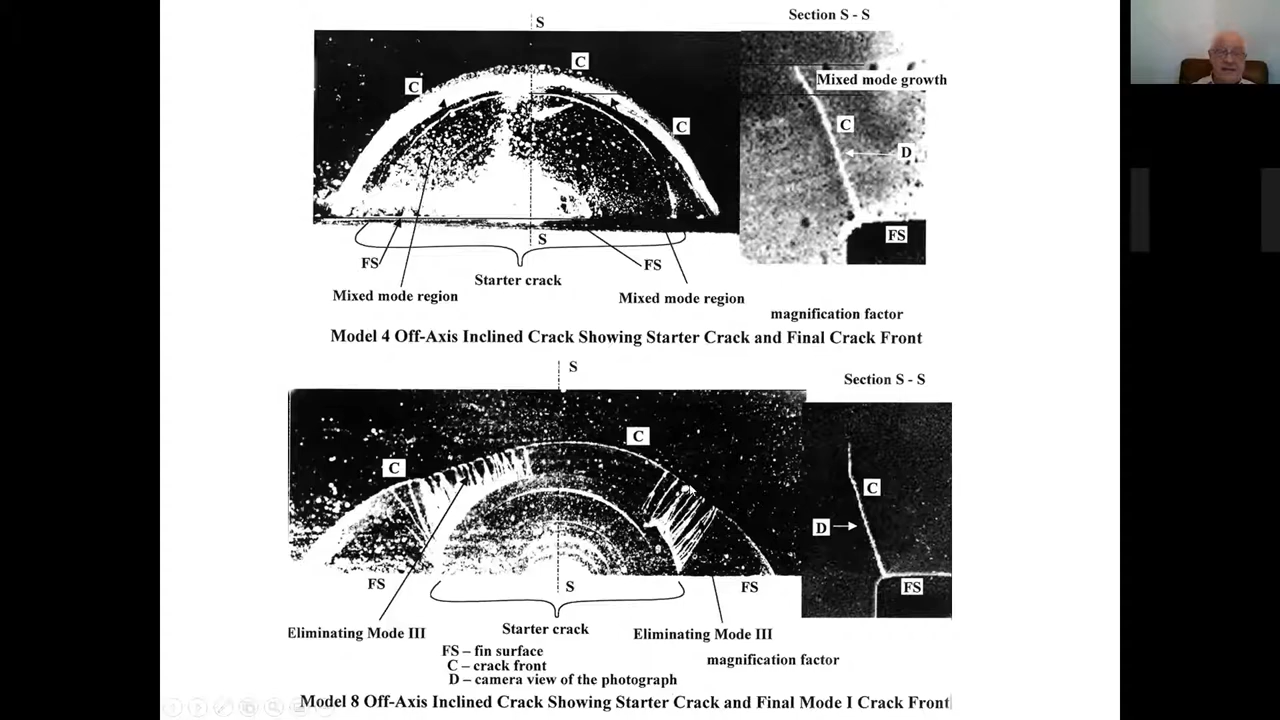 S
Section S - S
C
C
Mixed mode growth
C
C
D
S
FS
FS
FS
Starter crack
Mixed mode region
Mixed mode region
magnification factor
Model 4 Off-Axis Inclined Crack Showing Starter Crack and Final Crack Front
S
Section S - S
C
C
C
D
FS
S
FS
FS
Eliminating Mode III
Starter crack
Eliminating Mode III
FS – fin surface
C – crack front
magnification factor
D – camera view of the photograph
Model 8 Off-Axis Inclined Crack Showing Starter Crack and Final Mode I Crack Front